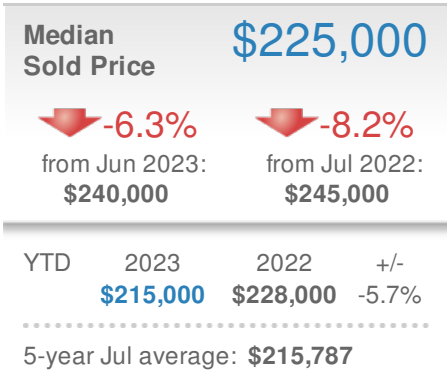 Median $225,000
Sold Price
-6.3% -8.2%
from Jun 2023: from Jul 2022:
$240,000 $245,000
YTD 2023 2022 +/-
$215,000 $228,000 -5.7%
5-year Jul average: $215,787